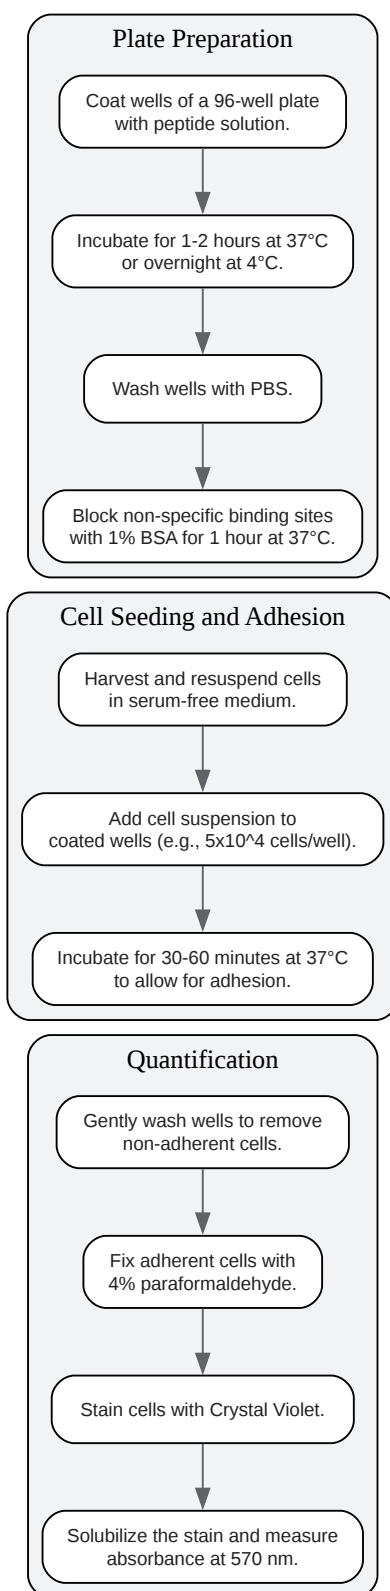 Plate Preparation
Coat wells of a 96-well plate
with peptide solution.
Incubate for 1-2 hours at 37°C
or overnight at 4°C.
Wash wells with PBS.
Block non-specific binding sites
with 1% BSA for 1 hour at 37°C.
Cell Seeding and Adhesion
Harvest and resuspend cells
in serum-free medium.
Add cell suspension to
coated wells (e.g., 5x10^4 cells/well).
Incubate for 30-60 minutes at 37°C
to allow for adhesion.
Quantification
Gently wash wells to remove
non-adherent cells.
Fix adherent cells with
4% paraformaldehyde.
Stain cells with Crystal Violet.
Solubilize the stain and measure
absorbance at 570 nm.